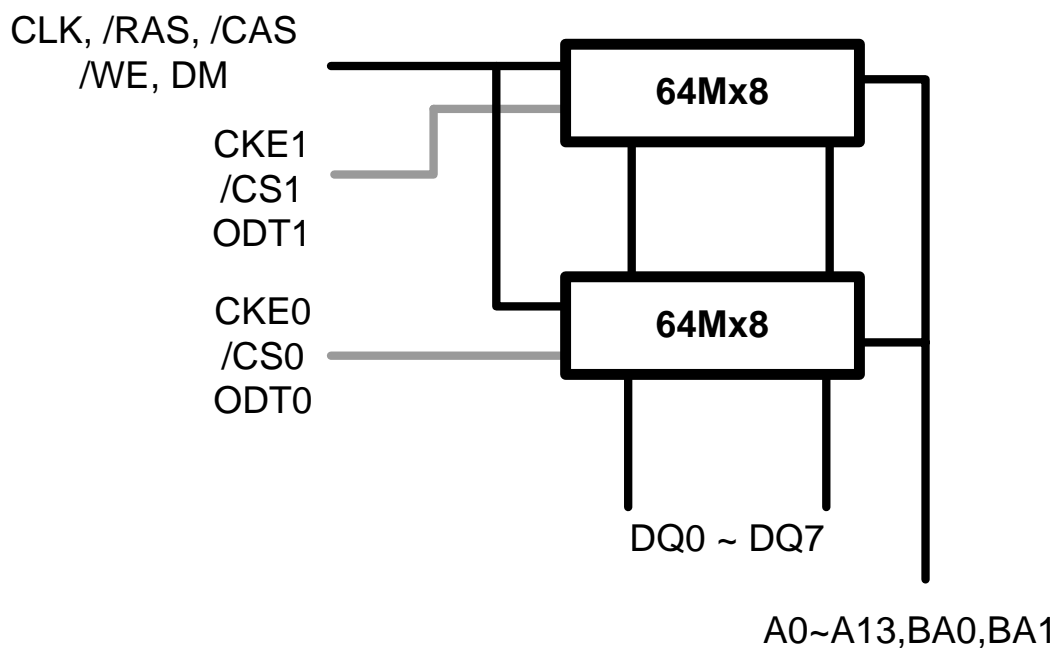 CLK, /RAS, /CAS
/WE, DM
64Mx8
CKE1
/CS1
ODT1
CKE0
/CS0
ODT0
64Mx8
DQ0 ~ DQ7
A0~A13,BA0,BA1